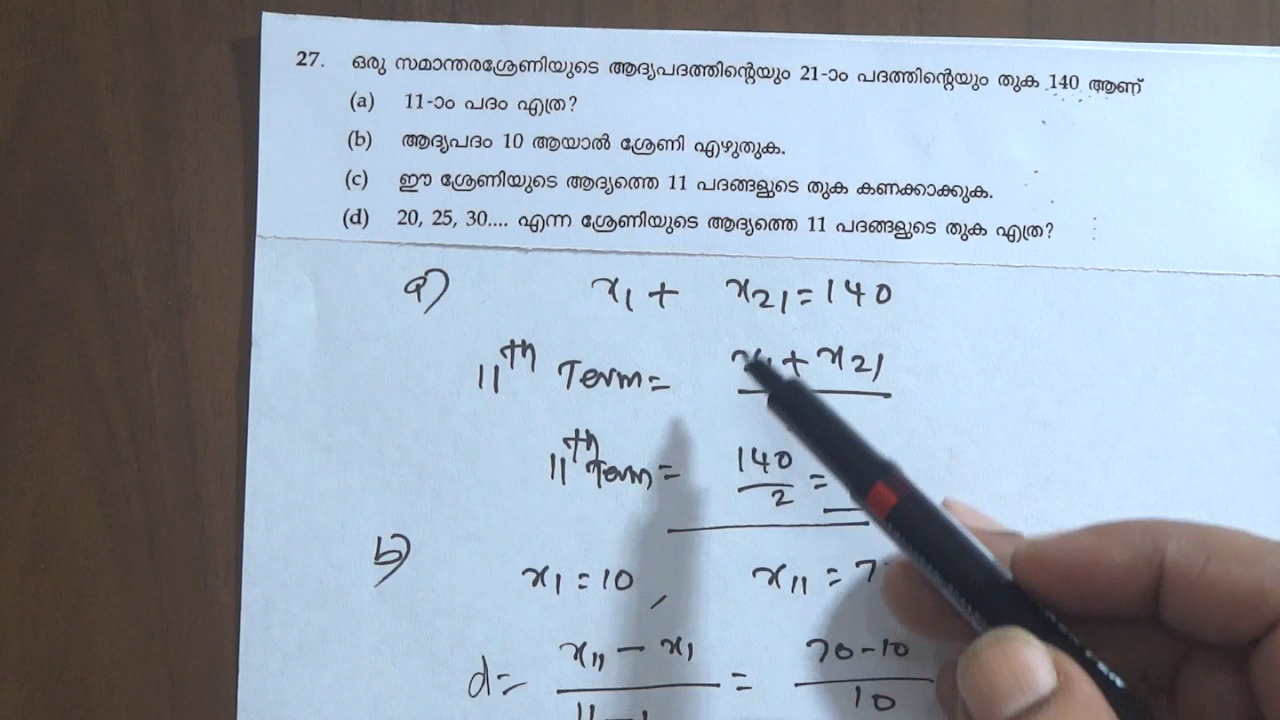 27. ഒരു സമാന്തരശ്രേണിയുടെ ആദ്യപദത്തിന്റെയും 21-ാം പദത്തിന്റെയും തുക 140 ആണ്
(a) 11-ാം പദം എത്ര?
(b) ആദ്യപദം 10 ആയാൽ ശ്രേണി എഴുതുക.
(c) ഈ ശ്രേണിയുടെ ആദ്യത്തെ 11 പദങ്ങളുടെ തുക കണക്കാക്കുക.
(d) 20, 25, 30.... എന്ന ശ്രേണിയുടെ ആദ്യത്തെ 11 പദങ്ങളുടെ തുക എത്ര?
a) x1 + x21 = 140
11th Term = x1 + x21
11th Term = 140/2 =
b)
x1 = 10, x11 = 7
d = x11 - x1 = 70-10
10